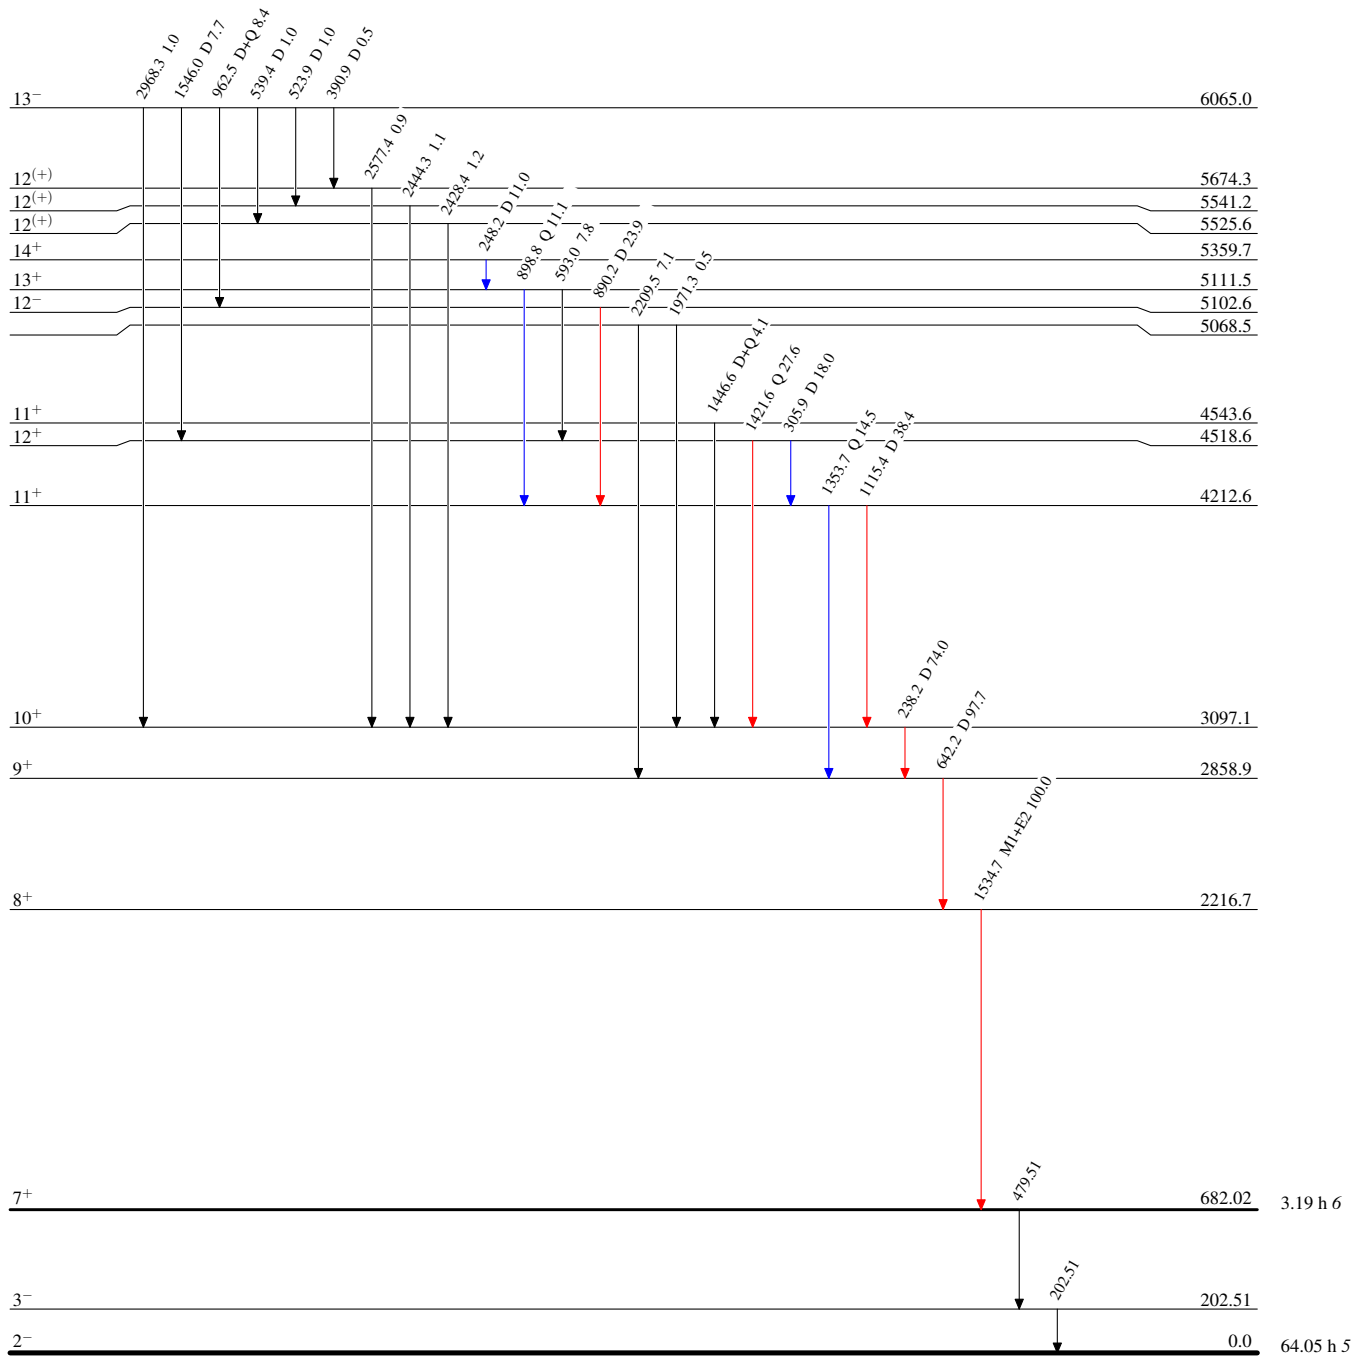 2968.3 1.0
1546.0 D 7.7
962.5 D+Q 8.4
539.4 D 1.0
523.9 D 1.0
390.9 D 0.5
13− 6065.0
2577.4 0.9
2444.3 1.1
2428.4 1.2
12(+) 5674.3
12(+) 5541.2
12(+) 5525.6
248.2 D 11.0
14+ 5359.7
898.8 Q 11.1
593.0 7.8
13+ 5111.5
890.2 D 23.9
12− 5102.6
2209.5 7.1
1971.3 0.5
5068.5
1446.6 D+Q 4.1
11+ 4543.6
1421.6 Q 27.6
305.9 D 18.0
12+ 4518.6
1353.7 Q 14.5
1115.4 D 38.4
11+ 4212.6
238.2 D 74.0
10+ 3097.1
642.2 D 97.7
9+ 2858.9
1534.7 M1+E2 100.0
8+ 2216.7
479.51
7+ 682.02 3.19 h 6
202.51
3− 202.51
2− 0.0 64.05 h 5